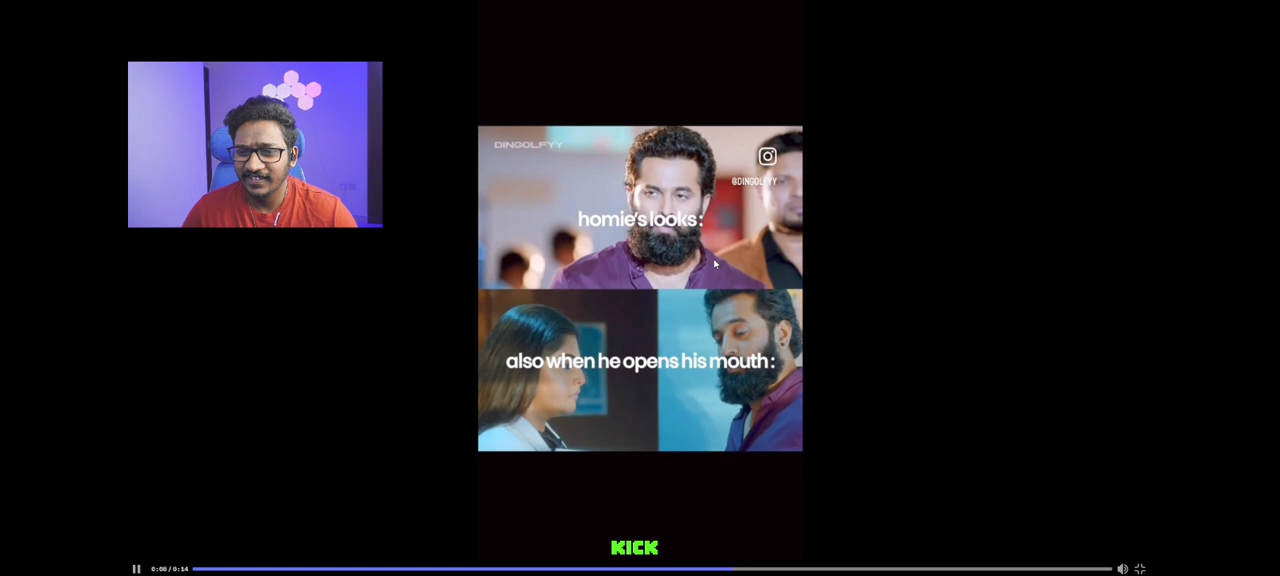 DINGOLFYY
@DINGOLFYY
homie's looks :
also when he opens his mouth :
KICK
0:08 / 0:14